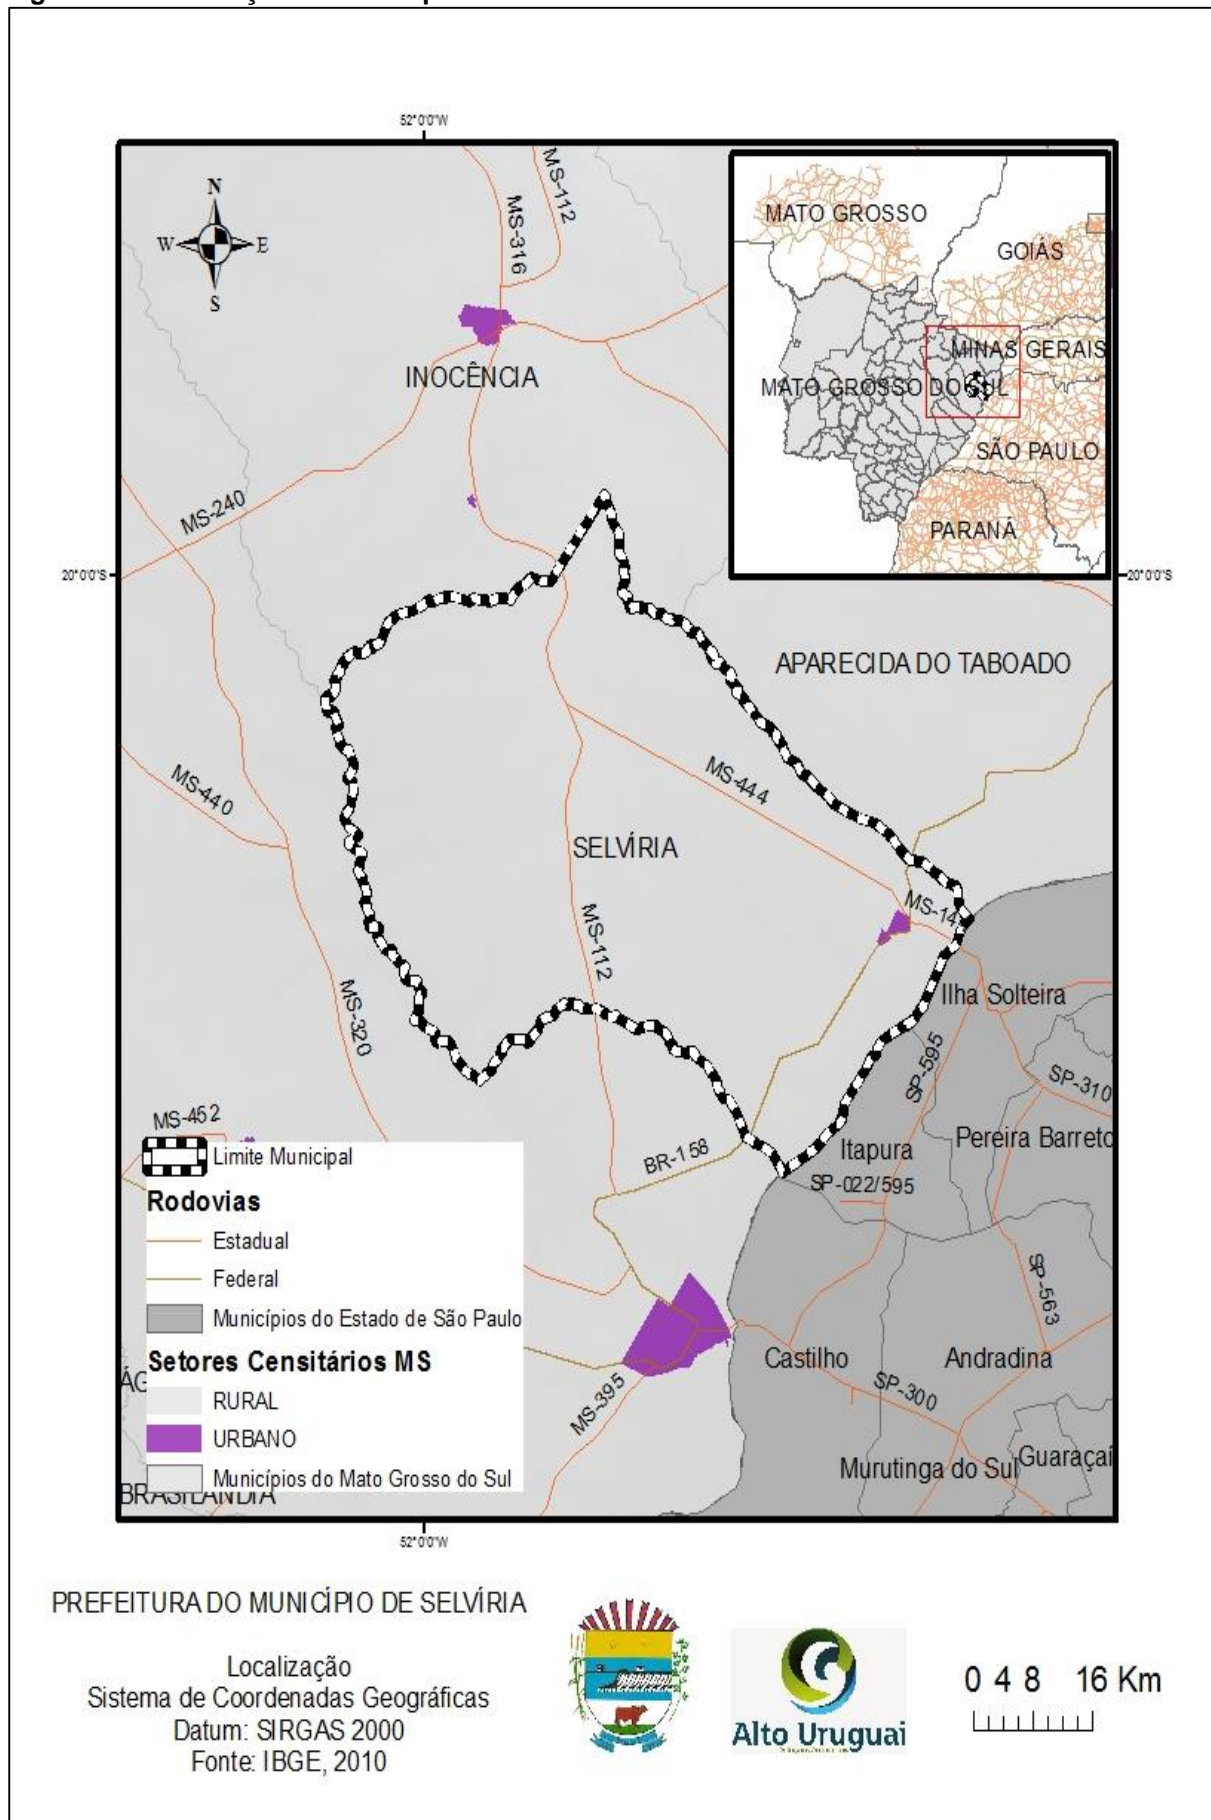 52°0'0"W
N
W E
S
MS-112
MS-316
MATO GROSSO
GOIÁS
MINAS GERAIS
MATO GROSSO DO SUL
SÃO PAULO
PARANÁ
INOCÊNCIA
MS-240
20°0'0"S
20°0'0"S
APARECIDA DO TABOADO
MS-440
MS-444
SELVÍRIA
MS-14
MS-112
Ilha Solteira
MS-320
SP-595
SP-310
MS-452
Itapura
Pereira Barreto
BR-158
SP-022/595
Limite Municipal
Rodovias
Estadual
Federal
Municípios do Estado de São Paulo
SP-563
Setores Censitários MS
Castilho
Andradina
RURAL
MS-395
SP-300
URBANO
Municípios do Mato Grosso do Sul
Murutinga do Sul
Guaraçaí
BRASILÂNDIA
52°0'0"W
PREFEITURA DO MUNICÍPIO DE SELVÍRIA
Localização
Sistema de Coordenadas Geográficas
Datum: SIRGAS 2000
Fonte: IBGE, 2010
Alto Uruguai
0 4 8 16 Km